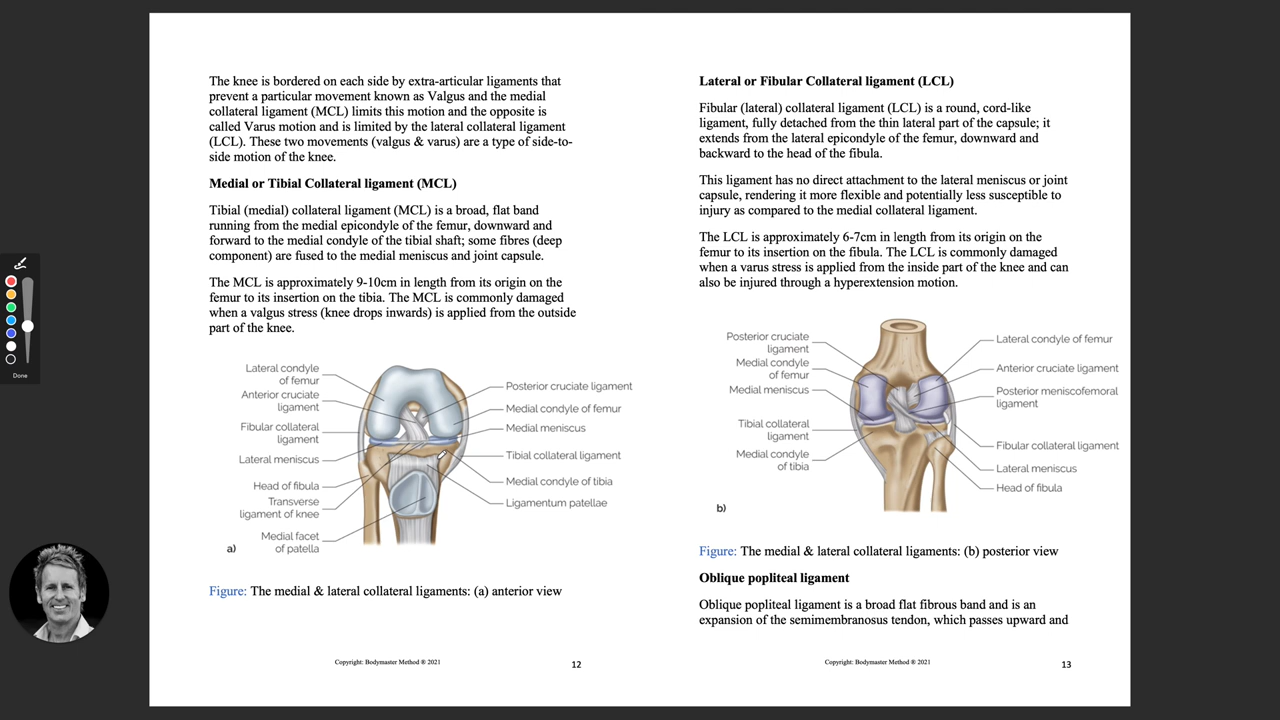 The knee is bordered on each side by extra-articular ligaments that
prevent a particular movement known as Valgus and the medial
collateral ligament (MCL) limits this motion and the opposite is
called Varus motion and is limited by the lateral collateral ligament
(LCL). These two movements (valgus & varus) are a type of side-to-
side motion of the knee.
Medial or Tibial Collateral ligament (MCL)
Tibial (medial) collateral ligament (MCL) is a broad, flat band
running from the medial epicondyle of the femur, downward and
forward to the medial condyle of the tibial shaft; some fibres (deep
component) are fused to the medial meniscus and joint capsule.
The MCL is approximately 9-10cm in length from its origin on the
femur to its insertion on the tibia. The MCL is commonly damaged
when a valgus stress (knee drops inwards) is applied from the outside
part of the knee.
Lateral condyle
of femur
Anterior cruciate
ligament
Fibular collateral
ligament
Lateral meniscus
Head of fibula
Transverse
ligament of knee
Medial facet
of patella
Posterior cruciate ligament
Medial condyle of femur
Medial meniscus
Tibial collateral ligament
Medial condyle of tibia
Ligamentum patellae
a)
Figure: The medial & lateral collateral ligaments: (a) anterior view
Copyright: Bodymaster Method ® 2021
12
Lateral or Fibular Collateral ligament (LCL)
Fibular (lateral) collateral ligament (LCL) is a round, cord-like
ligament, fully detached from the thin lateral part of the capsule; it
extends from the lateral epicondyle of the femur, downward and
backward to the head of the fibula.
This ligament has no direct attachment to the lateral meniscus or joint
capsule, rendering it more flexible and potentially less susceptible to
injury as compared to the medial collateral ligament.
The LCL is approximately 6-7cm in length from its origin on the
femur to its insertion on the fibula. The LCL is commonly damaged
when a varus stress is applied from the inside part of the knee and can
also be injured through a hyperextension motion.
Posterior cruciate
ligament
Medial condyle
of femur
Medial meniscus
Tibial collateral
ligament
Medial condyle
of tibia
Lateral condyle of femur
Anterior cruciate ligament
Posterior meniscofemoral
ligament
Fibular collateral ligament
Lateral meniscus
Head of fibula
b)
Figure: The medial & lateral collateral ligaments: (b) posterior view
Oblique popliteal ligament
Oblique popliteal ligament is a broad flat fibrous band and is an
expansion of the semimembranosus tendon, which passes upward and
Copyright: Bodymaster Method ® 2021
13
Done